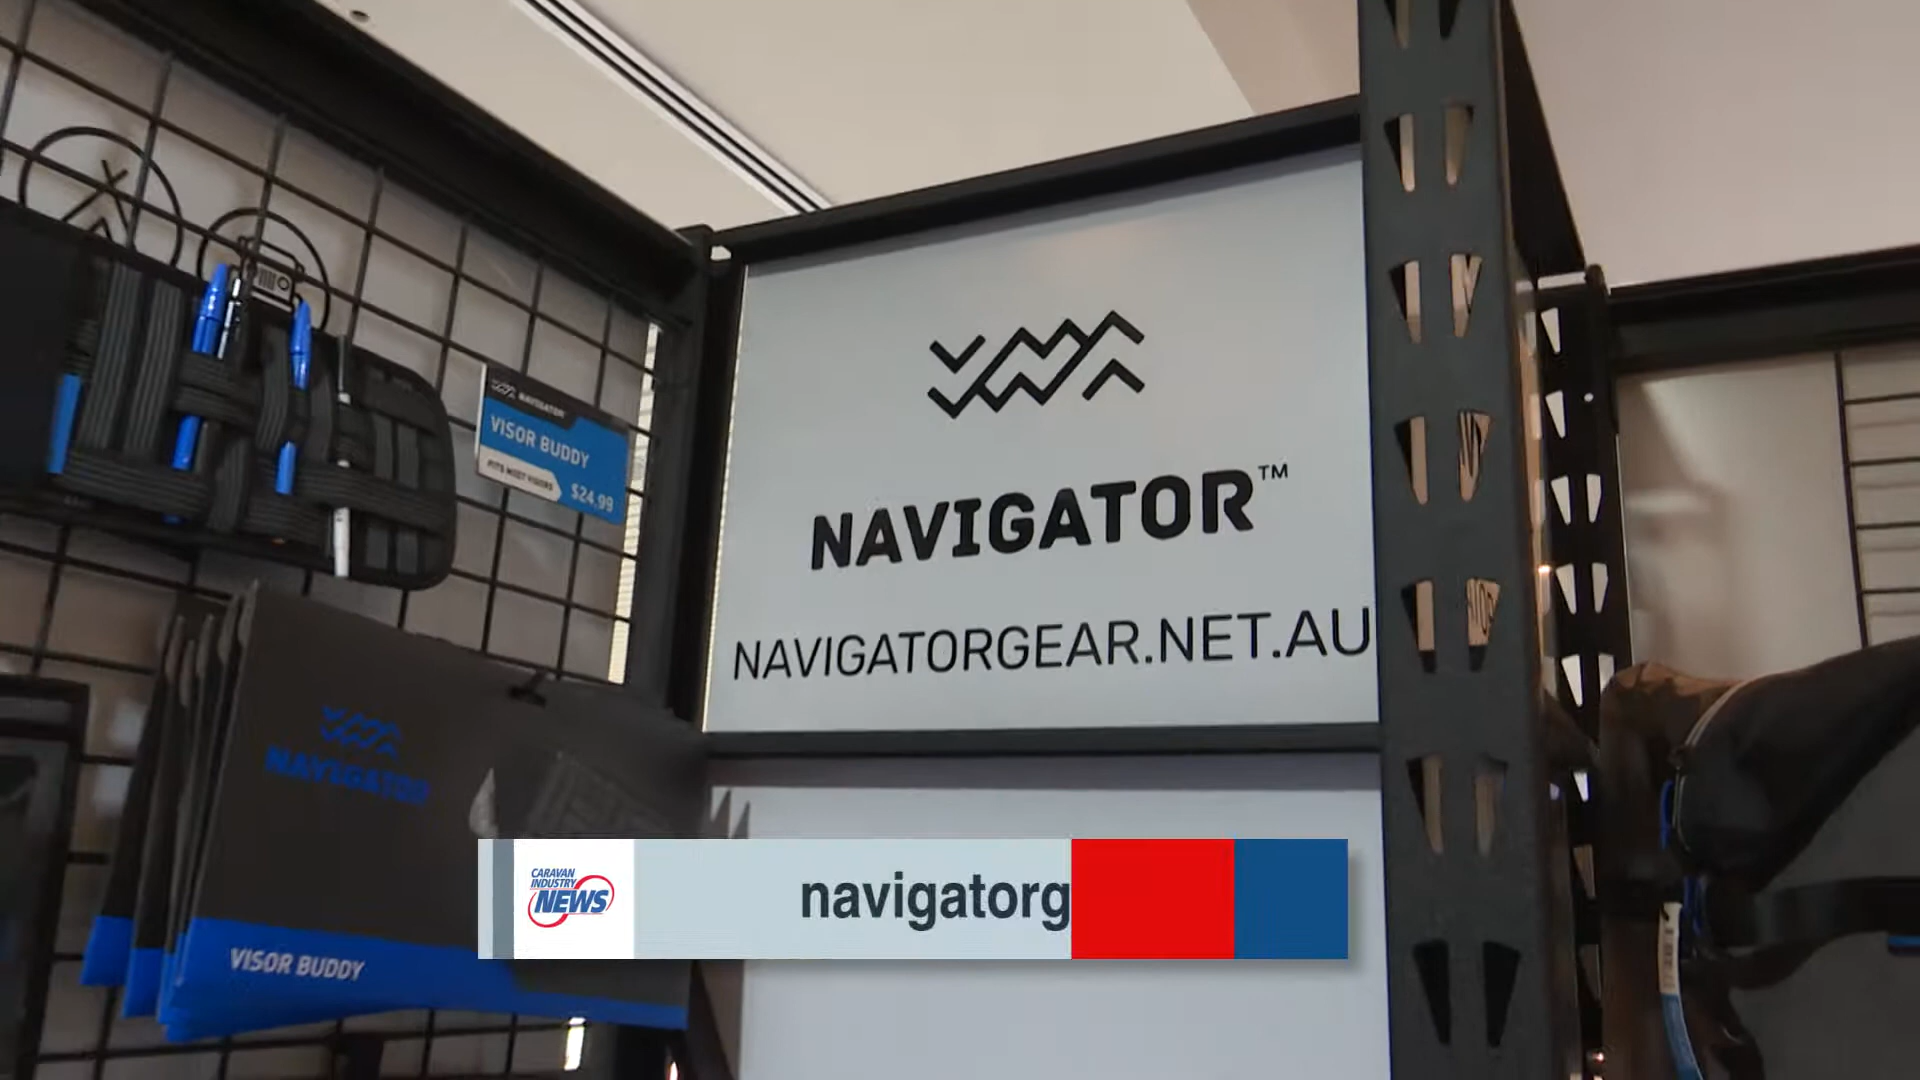 NAVIGATOR
VISOR BUDDY
FITS MOST VISORS
$24.99
NAVIGATOR™
NAVIGATORGEAR.NET.AU
NAVIGATOR
VISOR BUDDY
CARAVAN
INDUSTRY
NEWS
navigatorg